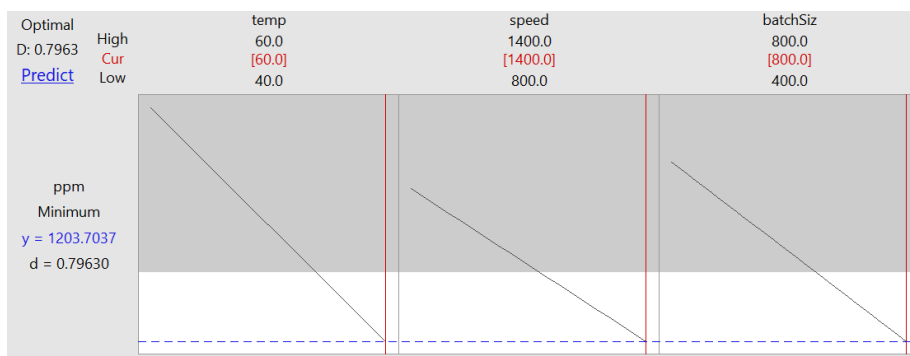 Optimal
D: 0.7963
Predict
High
Cur
Low
temp
60.0
[60.0]
40.0
speed
1400.0
[1400.0]
800.0
batchSiz
800.0
[800.0]
400.0
ppm
Minimum
y = 1203.7037
d = 0.79630